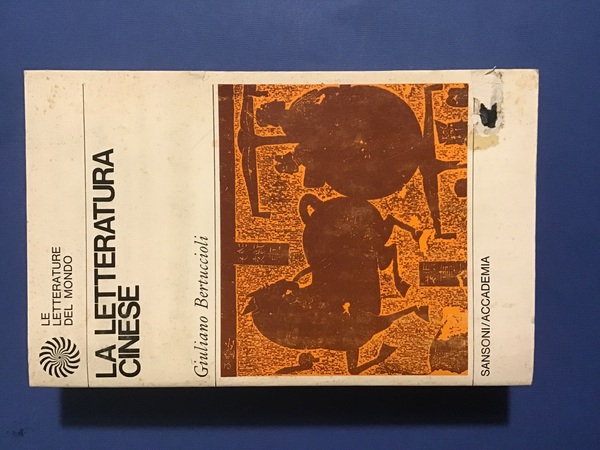 LE
LETTERATURE
DEL MONDO
LA LETTERATURA
CINESE
Giuliano Bertuccioli
SANSONI/ACCADEMIA